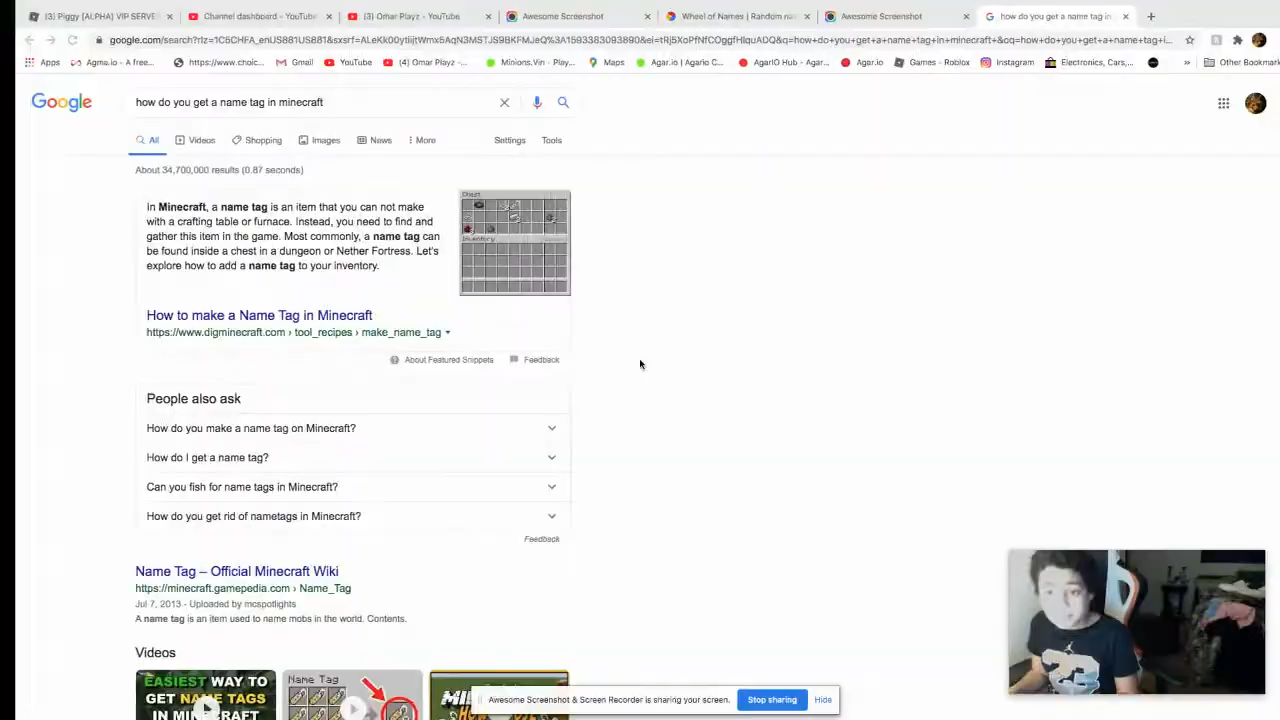 (3) Piggy [ALPHA] VIP SERVE
Channel dashboard - YouTube
(3) Omar Playz - YouTube
Awesome Screenshot
Wheel of Names | Random na
Awesome Screenshot
how do you get a name tag in
Apps
Agma.io - A free...
https://www.choic...
Gmail
YouTube
(4) Omar Playz - Y...
Minions.Vin - Play...
Maps
Agar.io | Agario C...
AgarIO Hub - Agar...
Agar.io
Games - Roblox
Instagram
Electronics, Cars,...
»
Other Bookmark
Google
how do you get a name tag in minecraft
All
Videos
Shopping
Images
News
More
Settings
Tools
About 34,700,000 results (0.87 seconds)
In Minecraft, a name tag is an item that you can not make
with a crafting table or furnace. Instead, you need to find and
gather this item in the game. Most commonly, a name tag can
be found inside a chest in a dungeon or Nether Fortress. Let's
explore how to add a name tag to your inventory.
Chest
Inventory
How to make a Name Tag in Minecraft
https://www.digminecraft.com › tool_recipes › make_name_tag
About Featured Snippets
Feedback
People also ask
How do you make a name tag on Minecraft?
How do I get a name tag?
Can you fish for name tags in Minecraft?
How do you get rid of nametags in Minecraft?
Feedback
Name Tag – Official Minecraft Wiki
https://minecraft.gamepedia.com › Name_Tag
Jul 7, 2013 - Uploaded by mcspotlights
A name tag is an item used to name mobs in the world. Contents.
Videos
EASIEST WAY TO
GET NAME TAGS
IN MINECRAFT
Name Tag
Awesome Screenshot & Screen Recorder is sharing your screen.
Stop sharing
Hide
23